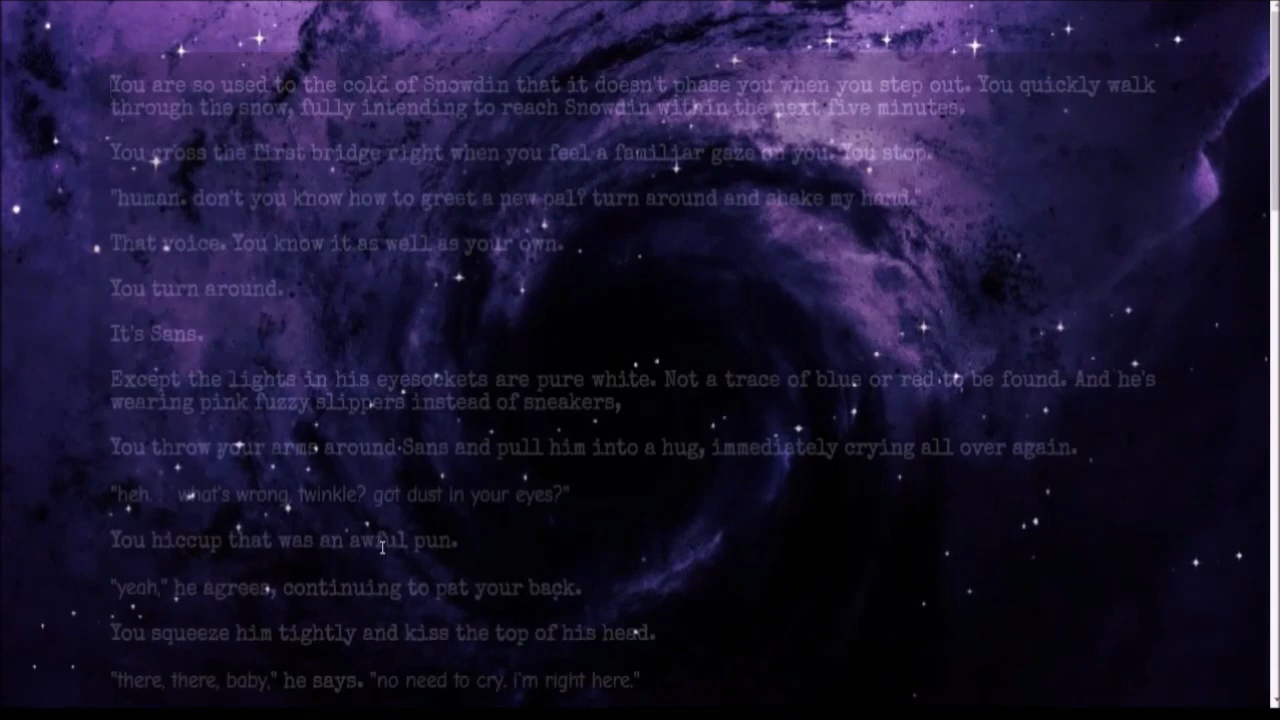 You are so used to the cold of Snowdin that it doesn't phase you when you step out. You quickly walk
through the snow, fully intending to reach Snowdin within the next five minutes.
You cross the first bridge right when you feel a familiar gaze on you. You stop.
"human. don't you know how to greet a new pal? turn around and shake my hand."
That voice. You know it as well as your own.
You turn around.
It's Sans.
Except the lights in his eyesockets are pure white. Not a trace of blue or red to be found. And he's
wearing pink fuzzy slippers instead of sneakers,
You throw your arms around Sans and pull him into a hug, immediately crying all over again.
"heh . . . what's wrong, twinkle? got dust in your eyes?"
You hiccup that was an awful pun.
"yeah," he agrees, continuing to pat your back.
You squeeze him tightly and kiss the top of his head.
"there, there, baby," he says. "no need to cry. i'm right here."